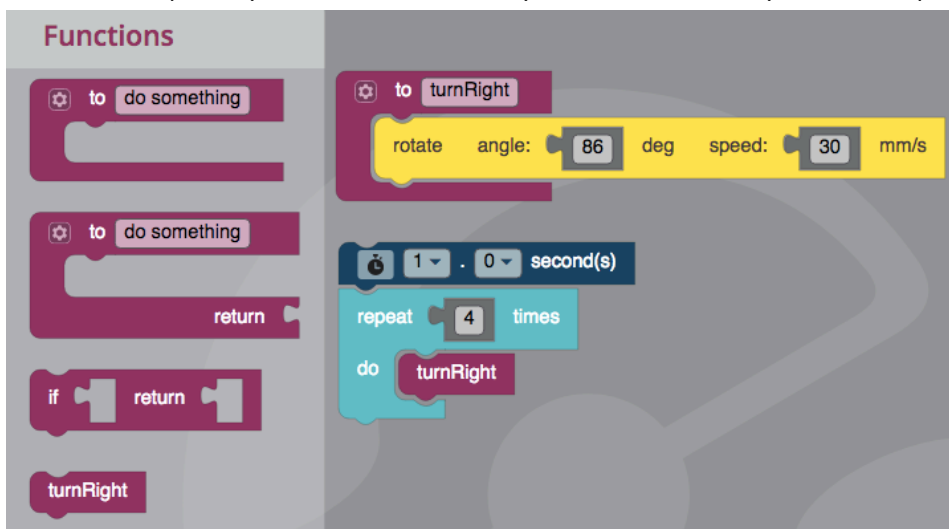 Functions
to do something
to do something
return
if return
turnRight
to turnRight
rotate angle: 86 deg speed: 30 mm/s
1 . 0 second(s)
repeat 4 times
do turnRight